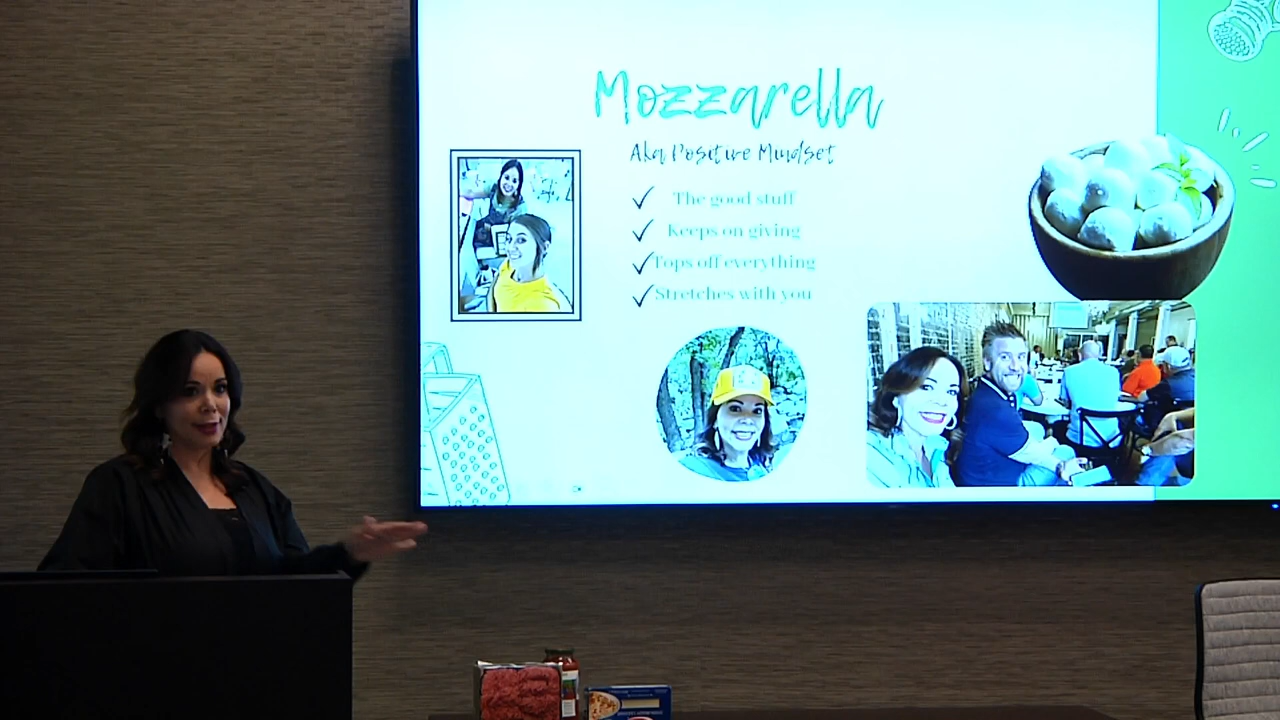 Mozzarella
Aka Positive Mindset
The good stuff
Keeps on giving
Tops off everything
Stretches with you